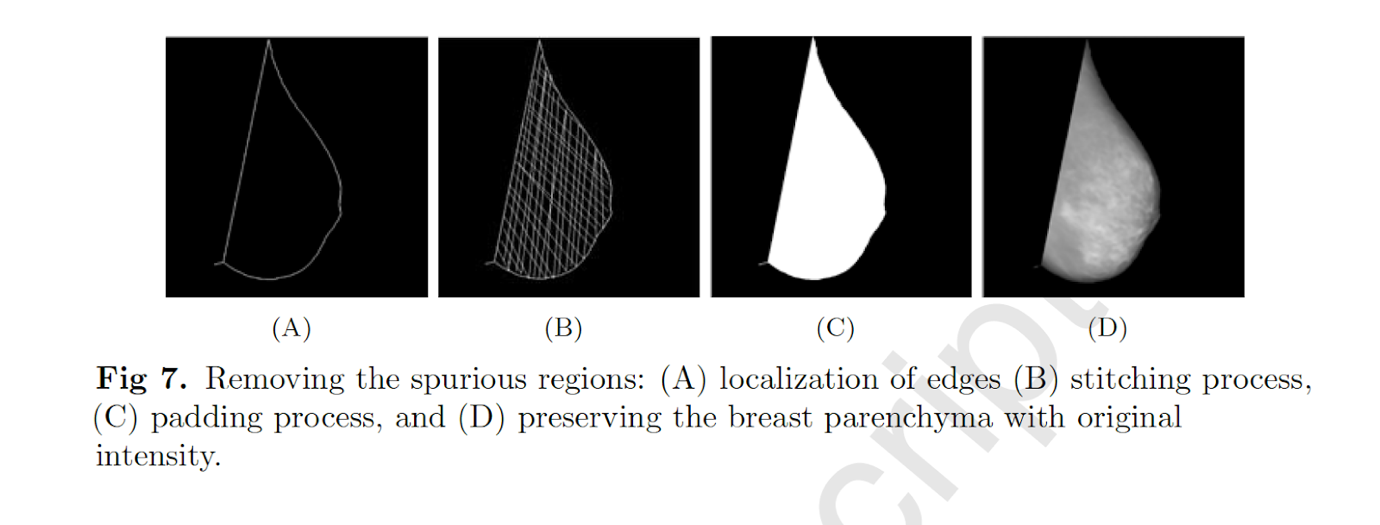 (A) (B) (C) (D)
Fig 7. Removing the spurious regions: (A) localization of edges (B) stitching process,
(C) padding process, and (D) preserving the breast parenchyma with original
intensity.
cript